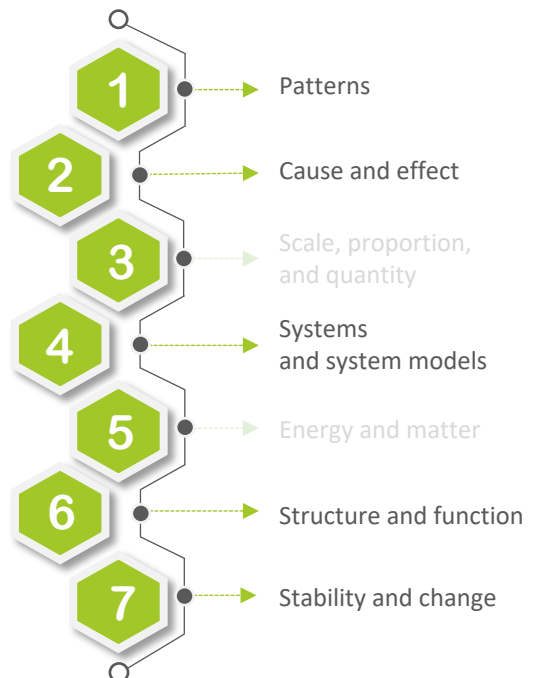 1
Patterns
2
Cause and effect
3
Scale, proportion,
and quantity
4
Systems
and system models
5
Energy and matter
6
Structure and function
7
Stability and change